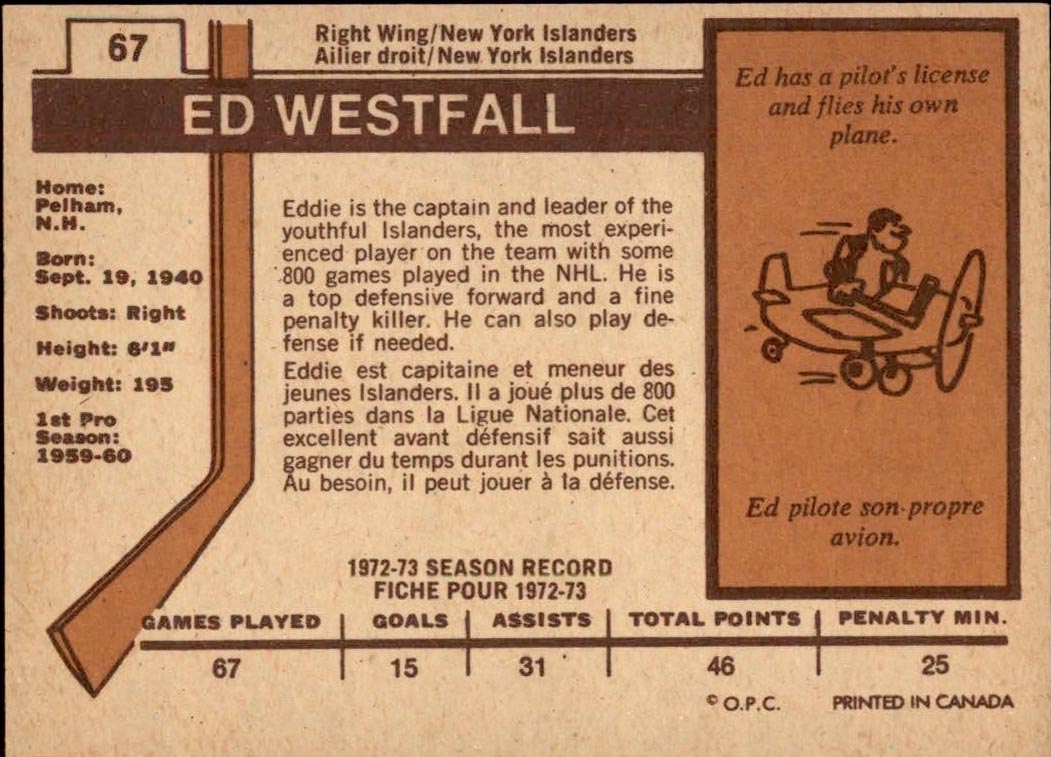 67
Right Wing/New York Islanders
Ailier droit/New York Islanders
ED WESTFALL
Home:
Pelham,
N.H.
Born:
Sept. 19, 1940
Shoots: Right
Height: 6'1"
Weight: 195
1st Pro
Season:
1959-60
Eddie is the captain and leader of the
youthful Islanders, the most experi-
enced player on the team with some
800 games played in the NHL. He is
a top defensive forward and a fine
penalty killer. He can also play de-
fense if needed.
Eddie est capitaine et meneur des
jeunes Islanders. Il a joué plus de 800
parties dans la Ligue Nationale. Cet
excellent avant défensif sait aussi
gagner du temps durant les punitions.
Au besoin, il peut jouer à la défense.
Ed has a pilot's license
and flies his own
plane.
Ed pilote son propre
avion.
1972-73 SEASON RECORD
FICHE POUR 1972-73
GAMES PLAYED | GOALS | ASSISTS | TOTAL POINTS | PENALTY MIN.
67 15 31 46 25
© O.P.C. PRINTED IN CANADA